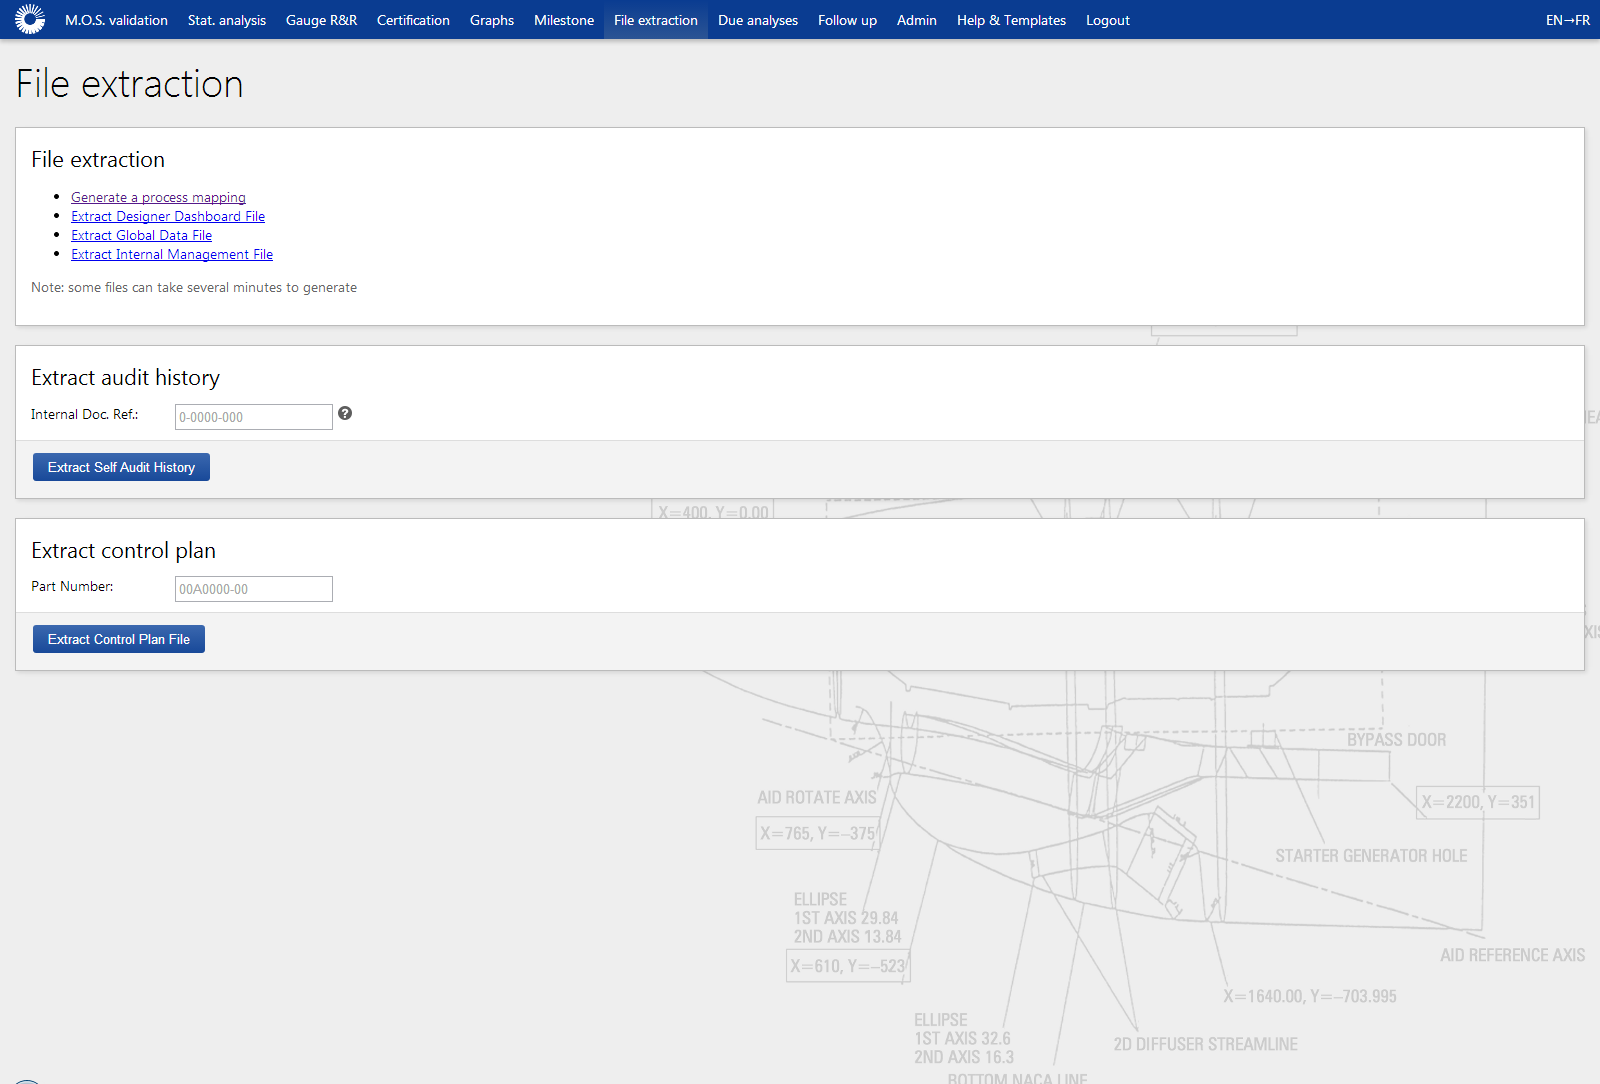 M.O.S. validation Stat. analysis Gauge R&R Certification Graphs Milestone File extraction Due analyses Follow up Admin Help & Templates Logout EN→FR
File extraction
File extraction
Generate a process mapping
Extract Designer Dashboard File
Extract Global Data File
Extract Internal Management File
Note: some files can take several minutes to generate
Extract audit history
Internal Doc. Ref.: 0-0000-000 ?
Extract Self Audit History
X=400, Y=0.00
Extract control plan
Part Number: 00A0000-00
Extract Control Plan File
BYPASS DOOR
AID ROTATE AXIS
X=2200, Y=351
X=765, Y=–375
STARTER GENERATOR HOLE
ELLIPSE
1ST AXIS 29.84
2ND AXIS 13.84
AID REFERENCE AXIS
X=610, Y=–523
X=1640.00, Y=–703.995
ELLIPSE
1ST AXIS 32.6
2D DIFFUSER STREAMLINE
2ND AXIS 16.3
BOTTOM NACA LINE